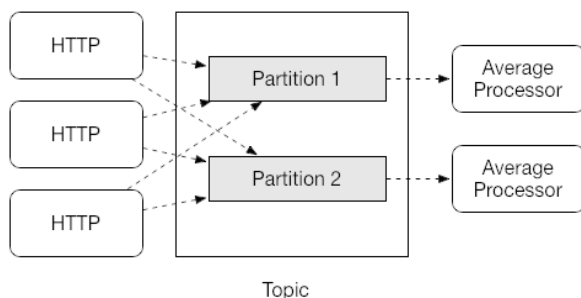 HTTP
HTTP
HTTP
Partition 1
Partition 2
Average
Processor
Average
Processor
Topic